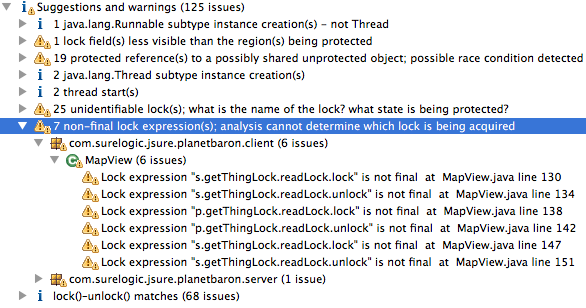 Suggestions and warnings (125 issues)
1 java.lang.Runnable subtype instance creation(s) – not Thread
1 lock field(s) less visible than the region(s) being protected
19 protected reference(s) to a possibly shared unprotected object; possible race condition detected
2 java.lang.Thread subtype instance creation(s)
2 thread start(s)
25 unidentifiable lock(s); what is the name of the lock? what state is being protected?
7 non-final lock expression(s); analysis cannot determine which lock is being acquired
com.surelogic.jsure.planetbaron.client (6 issues)
MapView (6 issues)
Lock expression "s.getThingLock.readLock.lock" is not final at MapView.java line 130
Lock expression "s.getThingLock.readLock.unlock" is not final at MapView.java line 134
Lock expression "p.getThingLock.readLock.lock" is not final at MapView.java line 138
Lock expression "p.getThingLock.readLock.unlock" is not final at MapView.java line 142
Lock expression "s.getThingLock.readLock.lock" is not final at MapView.java line 147
Lock expression "s.getThingLock.readLock.unlock" is not final at MapView.java line 151
com.surelogic.jsure.planetbaron.server (1 issue)
lock()-unlock() matches (68 issues)